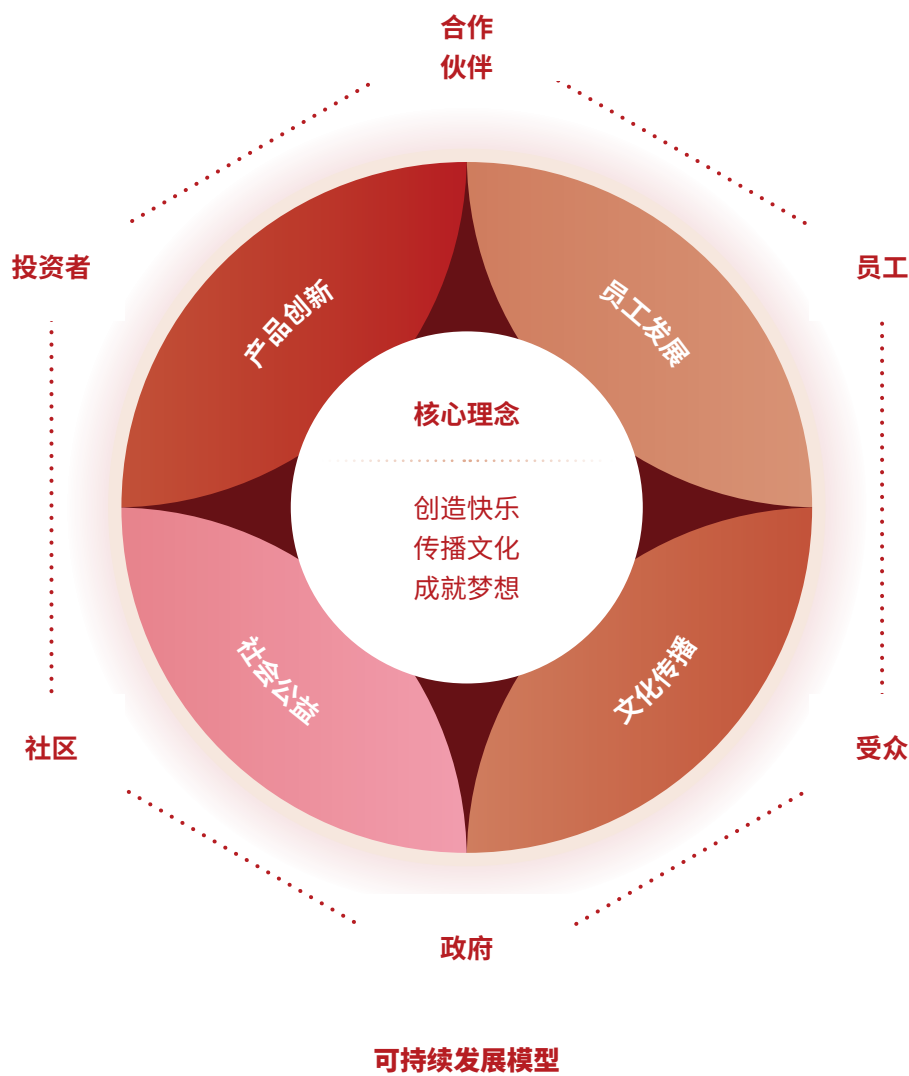 合作
伙伴
投资者
员工
产品创新
员工发展
核心理念
创造快乐
传播文化
成就梦想
社会公益
文化传播
社区
受众
政府
可持续发展模型